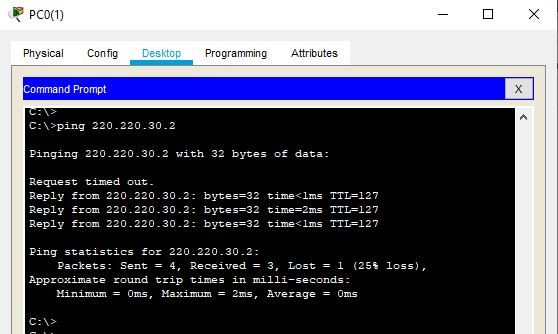 PC0(1)
Physical Config Desktop Programming Attributes
Command Prompt X
C:\>
C:\>ping 220.220.30.2
Pinging 220.220.30.2 with 32 bytes of data:
Request timed out.
Reply from 220.220.30.2: bytes=32 time<1ms TTL=127
Reply from 220.220.30.2: bytes=32 time=2ms TTL=127
Reply from 220.220.30.2: bytes=32 time<1ms TTL=127
Ping statistics for 220.220.30.2:
Packets: Sent = 4, Received = 3, Lost = 1 (25% loss),
Approximate round trip times in milli-seconds:
Minimum = 0ms, Maximum = 2ms, Average = 0ms
C:\>